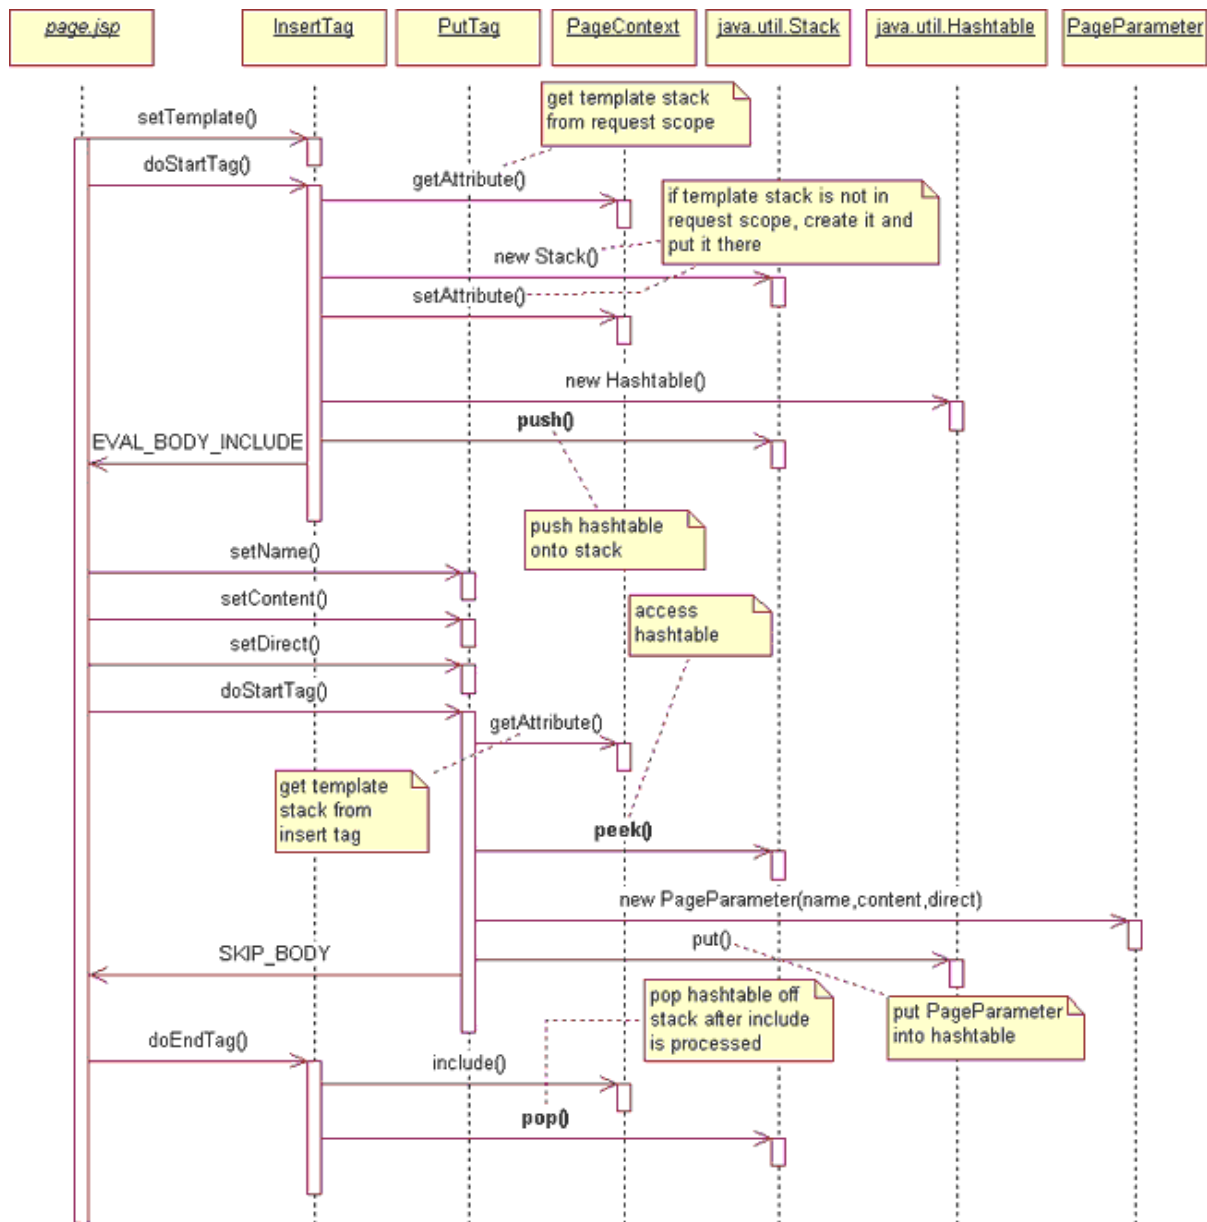 page.jsp
InsertTag
PutTag
PageContext
java.util.Stack
java.util.Hashtable
PageParameter
get template stack
from request scope
setTemplate()
doStartTag()
getAttribute()
if template stack is not in
request scope, create it and
put it there
new Stack()
setAttribute()
new Hashtable()
push()
EVAL_BODY_INCLUDE
push hashtable
onto stack
setName()
setContent()
access
hashtable
setDirect()
doStartTag()
getAttribute()
get template
stack from
insert tag
peek()
new PageParameter(name,content,direct)
put()
SKIP_BODY
pop hashtable off
stack after include
is processed
put PageParameter
into hashtable
doEndTag()
include()
pop()